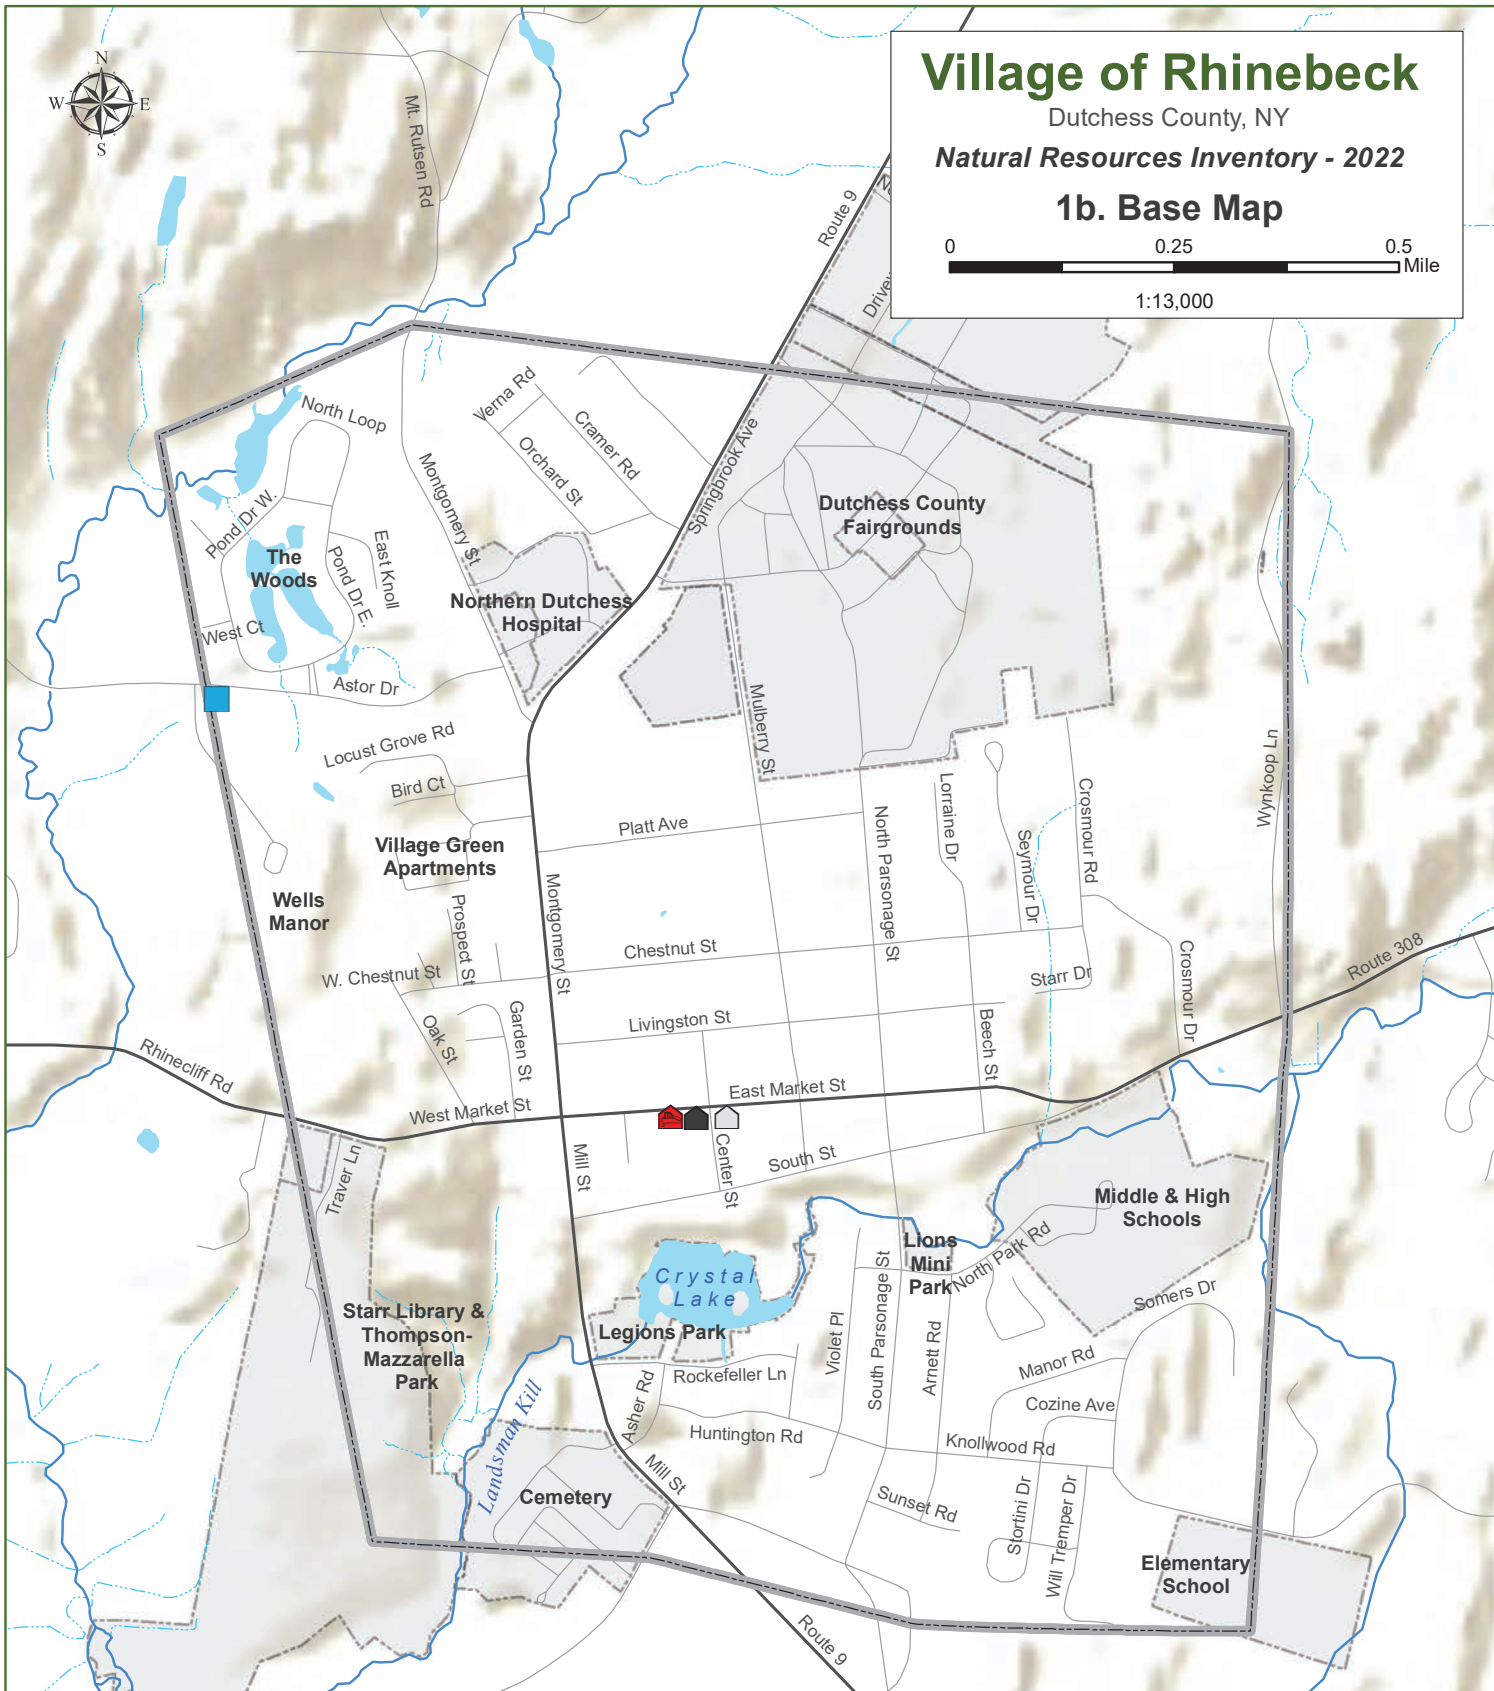 Village of Rhinebeck
Dutchess County, NY
Natural Resources Inventory - 2022
1b. Base Map
0 0.25 0.5
Mile
1:13,000
N
W E
S
Mt. Rutsen Rd
Route 9
North Loop
Verna Rd
Cramer Rd
Orchard St
Montgomery St
Springbrook Ave
Dutchess County
Fairgrounds
Pond Dr W.
The
Woods
Pond Dr E
East Knoll
West Ct
Northern Dutchess
Hospital
Astor Dr
Locust Grove Rd
Bird Ct
Mulberry St
Wynkoop Ln
Platt Ave
Village Green
Apartments
Lorraine Dr
Crosmour Rd
North Parsonage St
Seymour Dr
Wells
Manor
Prospect St
Montgomery St
Chestnut St
W. Chestnut St
Starr Dr
Crosmour Dr
Route 308
Oak St
Garden St
Livingston St
Beech St
Rhinecliff Rd
West Market St
East Market St
Mill St
Center St
South St
Traver Ln
Middle & High
Schools
Lions
Mini
Park
North Park Rd
Crystal
Lake
Somers Dr
Starr Library &
Thompson-
Mazzarella
Park
Legions Park
Violet Pl
South Parsonage St
Arnett Rd
Manor Rd
Rockefeller Ln
Asher Rd
Cozine Ave
Huntington Rd
Knollwood Rd
Landsman Kill
Mill St
Cemetery
Sunset Rd
Stortini Dr
Will Tremper Dr
Elementary
School
Route 9